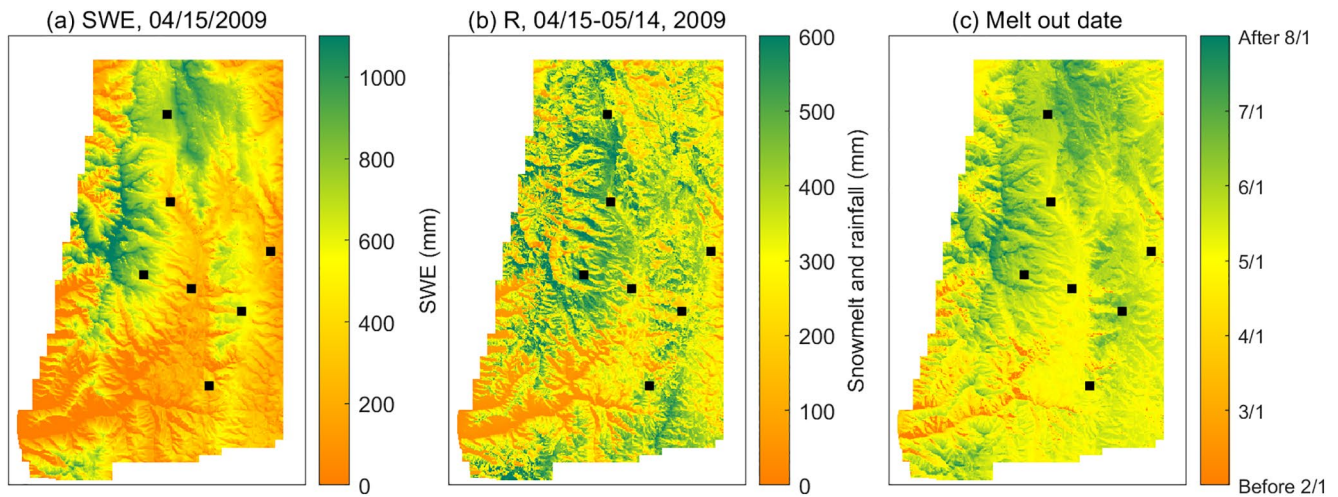 (a) SWE, 04/15/2009
1000
800
600
400
200
0
SWE (mm)
(b) R, 04/15-05/14, 2009
600
500
400
300
200
100
0
Snowmelt and rainfall (mm)
(c) Melt out date
After 8/1
7/1
6/1
5/1
4/1
3/1
Before 2/1